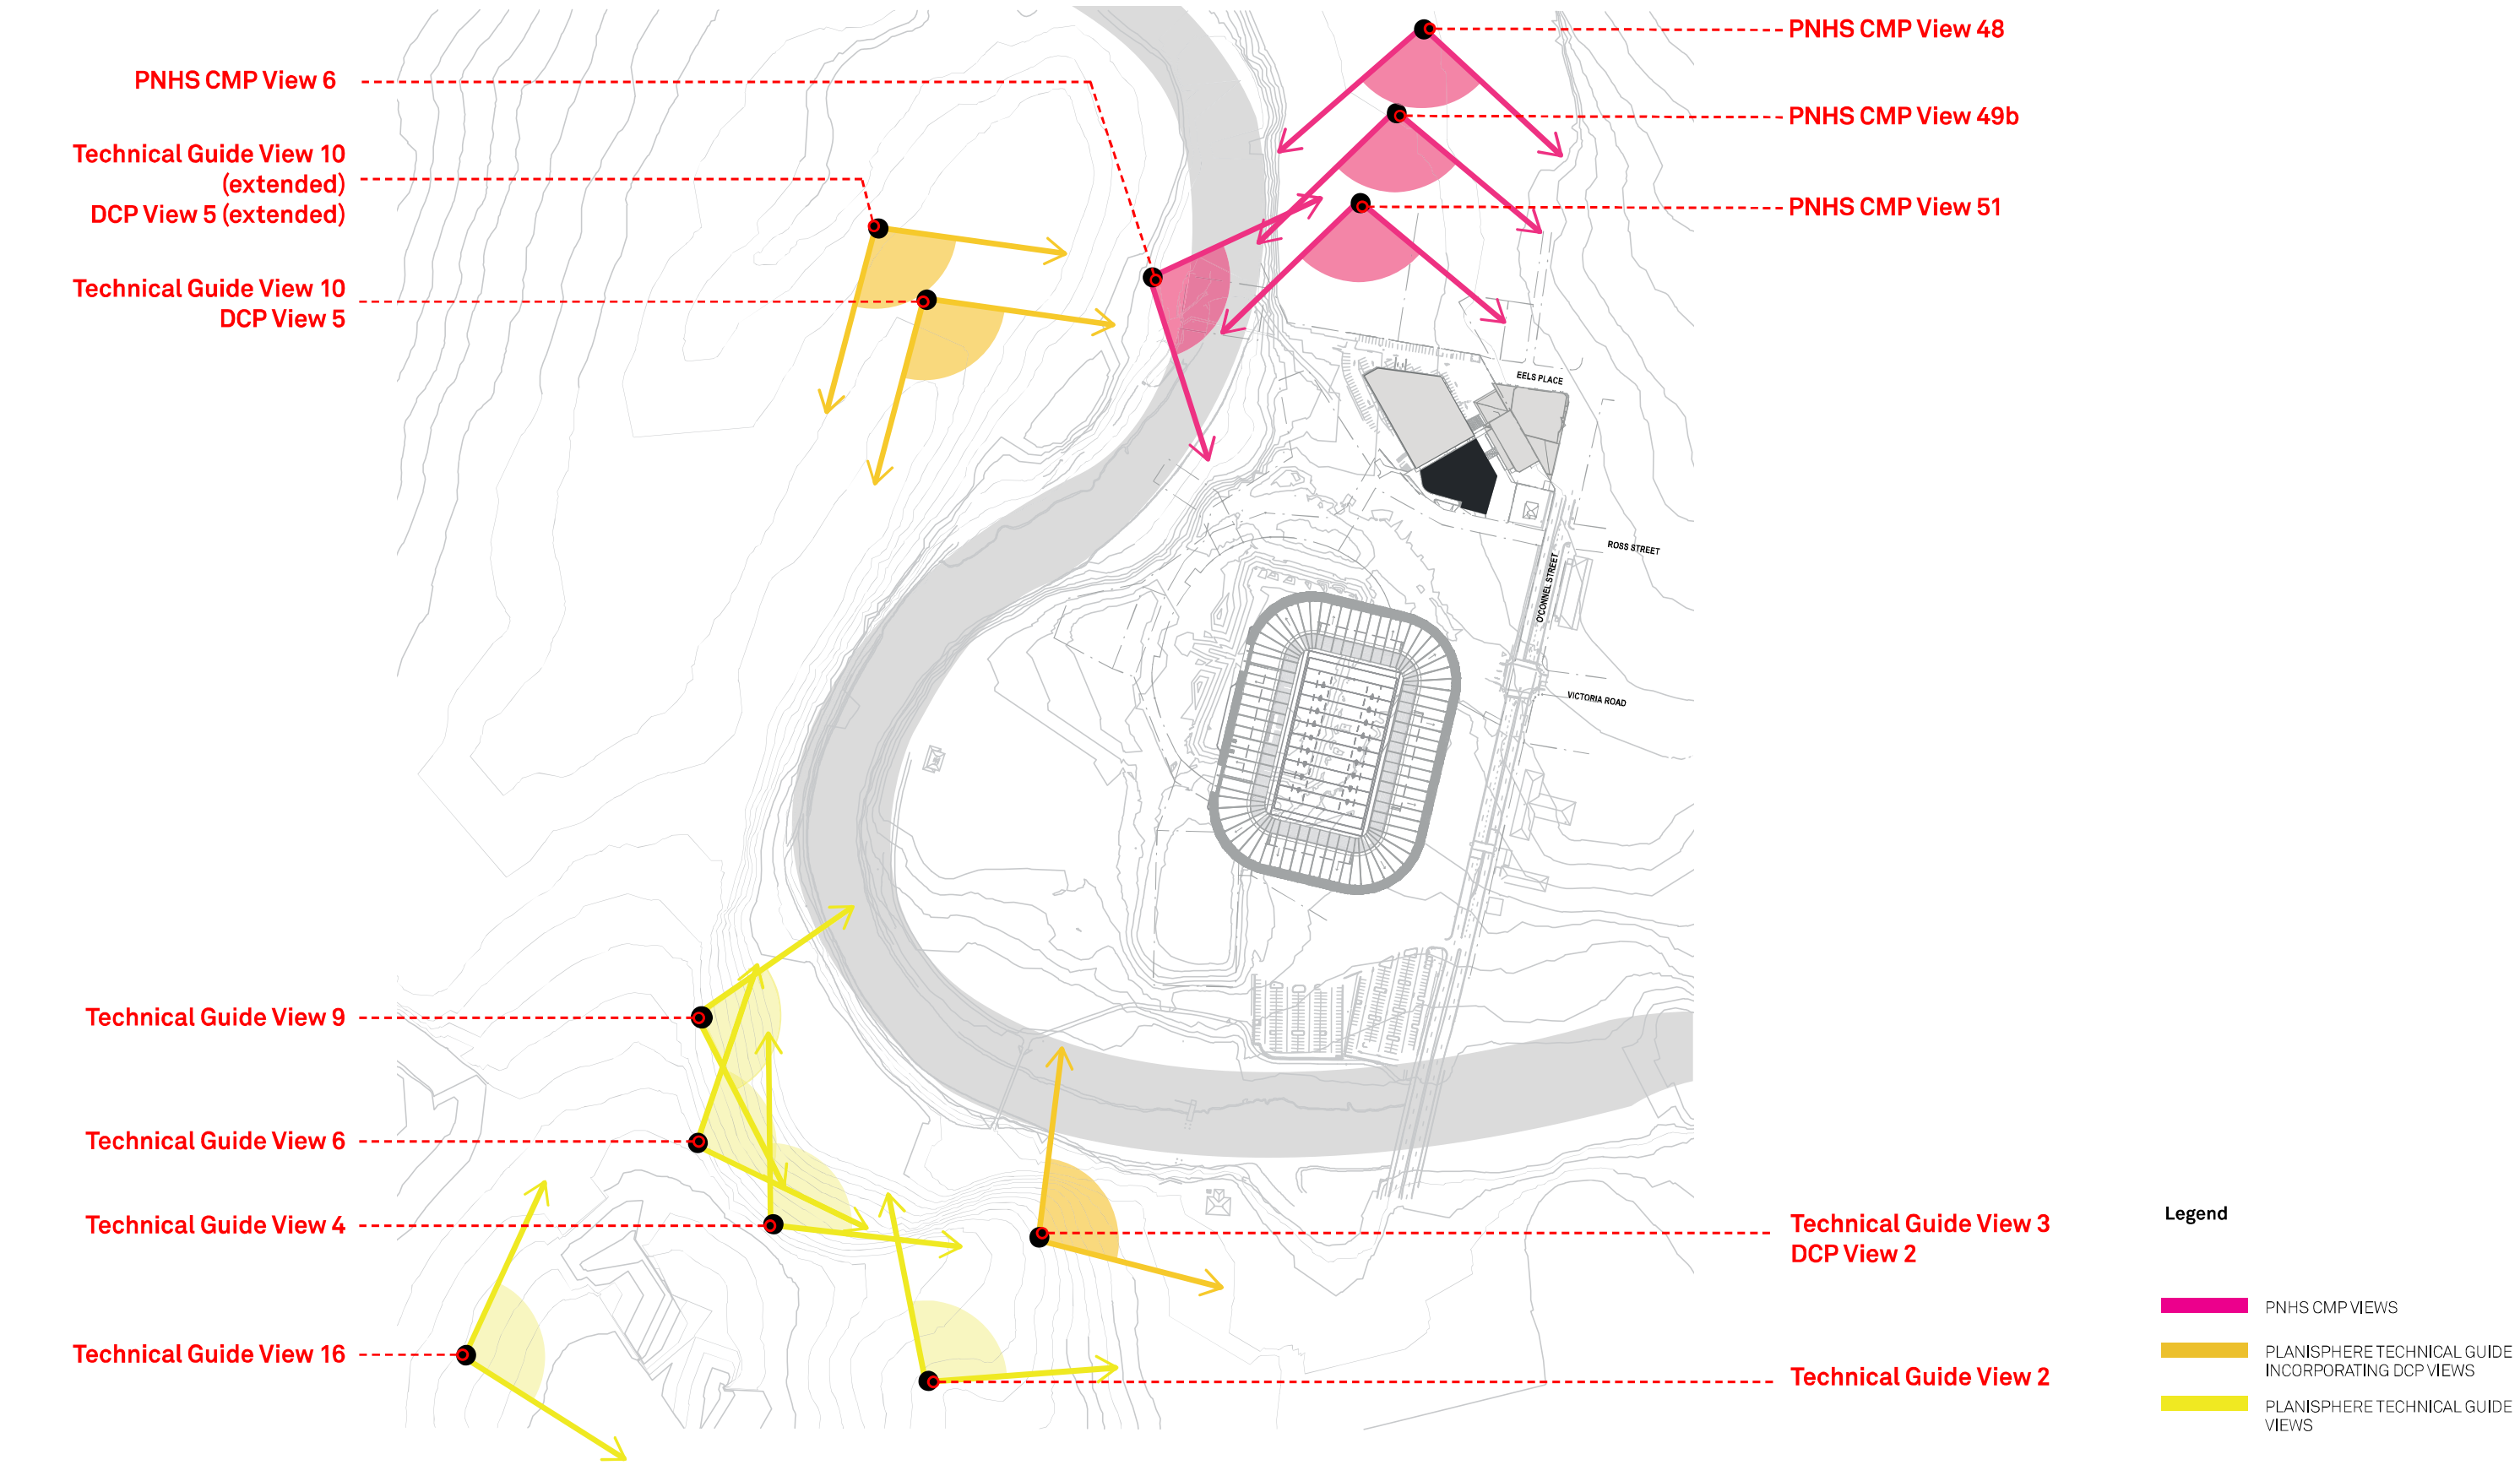 PNHS CMP View 48
PNHS CMP View 6
PNHS CMP View 49b
Technical Guide View 10
(extended)
DCP View 5 (extended)
PNHS CMP View 51
Technical Guide View 10
DCP View 5
EELS PLACE
ROSS STREET
O'CONNEL STREET
VICTORIA ROAD
Technical Guide View 9
Technical Guide View 6
Technical Guide View 4
Technical Guide View 3
DCP View 2
Technical Guide View 16
Technical Guide View 2
Legend
PNHS CMP VIEWS
PLANISPHERE TECHNICAL GUIDE
INCORPORATING DCP VIEWS
PLANISPHERE TECHNICAL GUIDE
VIEWS